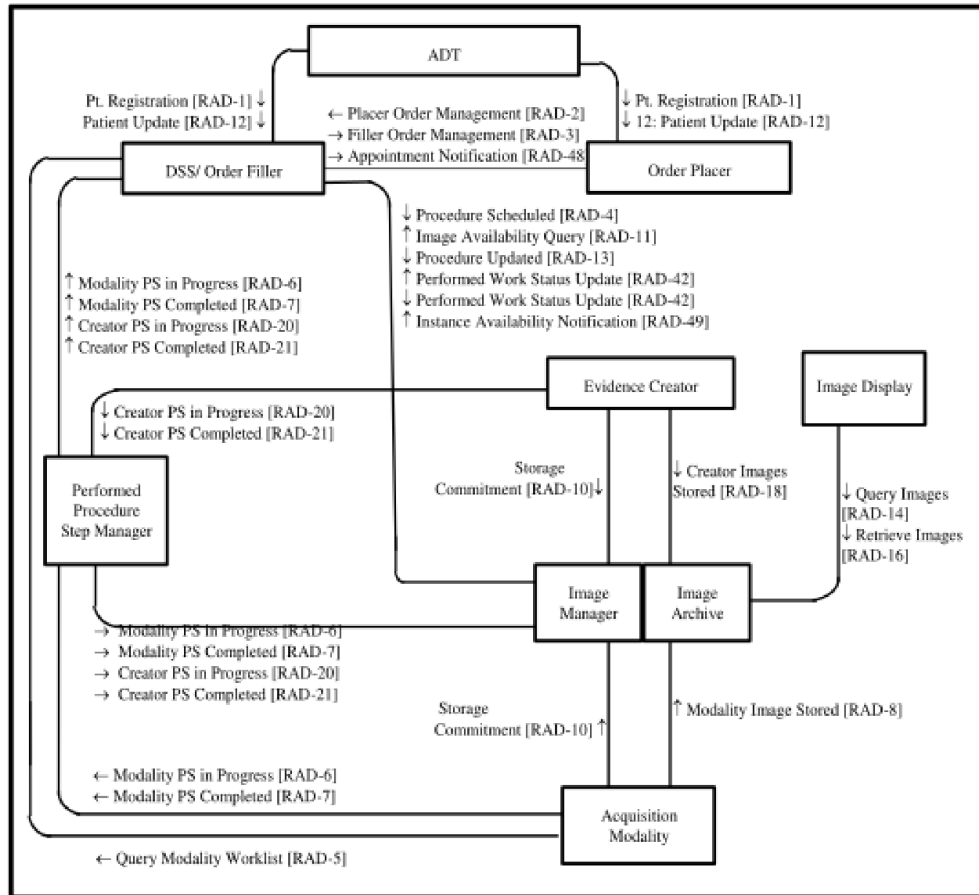 ADT
Pt. Registration [RAD-1] ↓
Patient Update [RAD-12] ↓
← Placer Order Management [RAD-2]
→ Filler Order Management [RAD-3]
→ Appointment Notification [RAD-48
↓ Pt. Registration [RAD-1]
↓ 12: Patient Update [RAD-12]
DSS/ Order Filler
Order Placer
↓ Procedure Scheduled [RAD-4]
↑ Image Availability Query [RAD-11]
↓ Procedure Updated [RAD-13]
↑ Performed Work Status Update [RAD-42]
↓ Performed Work Status Update [RAD-42]
↑ Instance Availability Notification [RAD-49]
↑ Modality PS in Progress [RAD-6]
↑ Modality PS Completed [RAD-7]
↑ Creator PS in Progress [RAD-20]
↑ Creator PS Completed [RAD-21]
Evidence Creator
Image Display
↓ Creator PS in Progress [RAD-20]
↓ Creator PS Completed [RAD-21]
Storage
Commitment [RAD-10]↓
↓ Creator Images
Stored [RAD-18]
↓ Query Images
[RAD-14]
↓ Retrieve Images
[RAD-16]
Performed
Procedure
Step Manager
Image
Manager
Image
Archive
→ Modality PS in Progress [RAD-6]
→ Modality PS Completed [RAD-7]
→ Creator PS in Progress [RAD-20]
→ Creator PS Completed [RAD-21]
Storage
Commitment [RAD-10] ↑
↑ Modality Image Stored [RAD-8]
← Modality PS in Progress [RAD-6]
← Modality PS Completed [RAD-7]
Acquisition
Modality
← Query Modality Worklist [RAD-5]